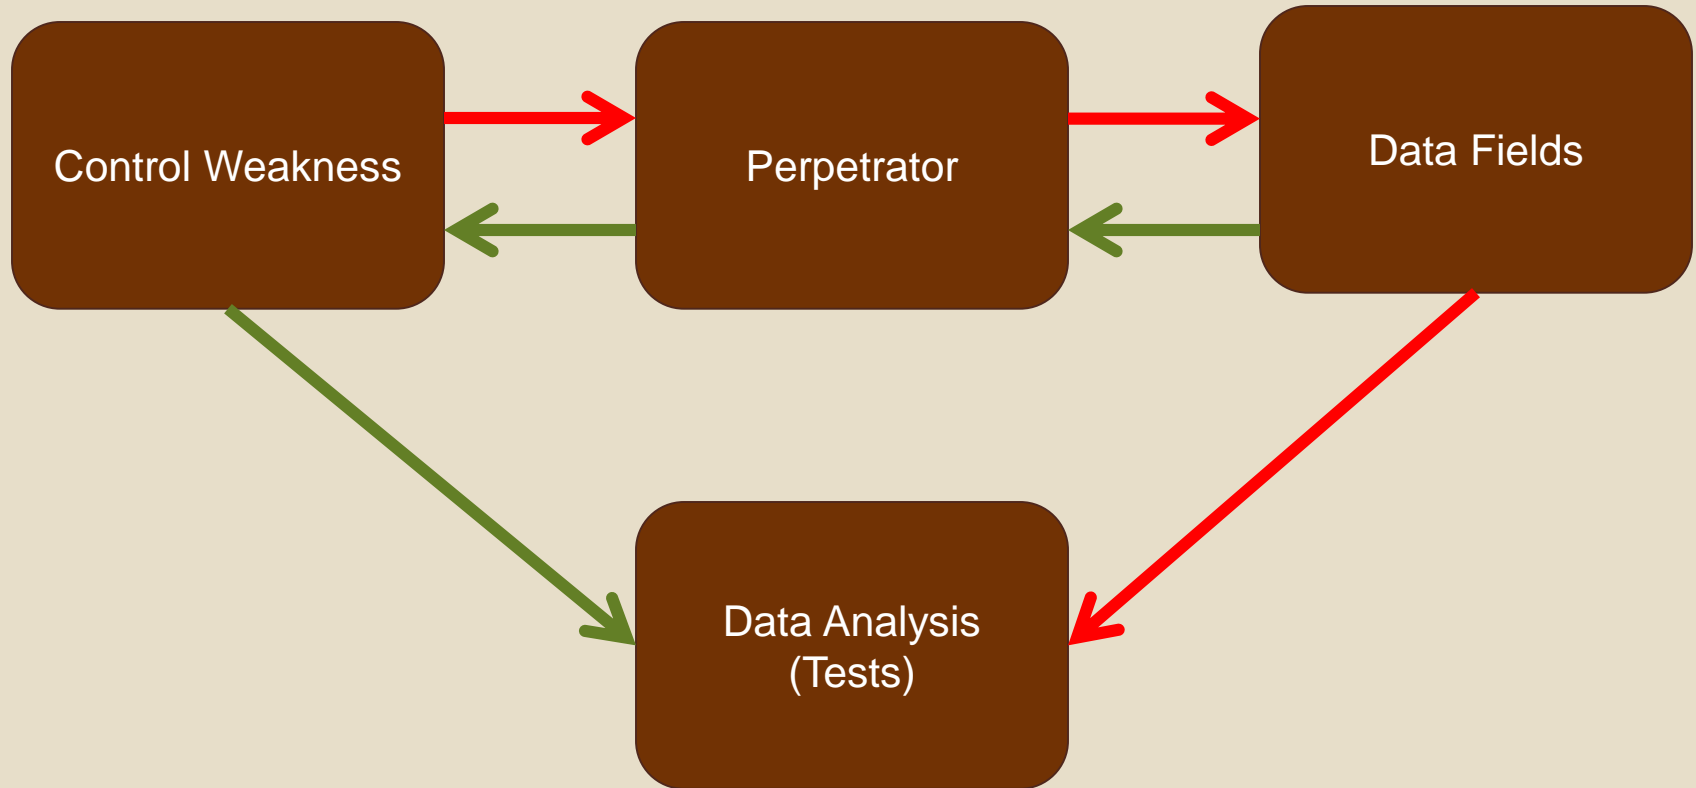 Control Weakness
Perpetrator
Data Fields
Data Analysis
(Tests)